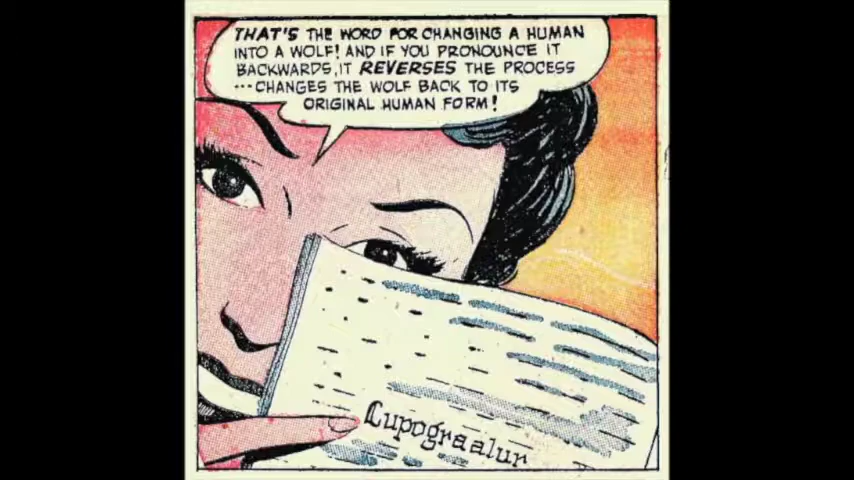 THAT'S THE WORD FOR CHANGING A HUMAN
INTO A WOLF! AND IF YOU PRONOUNCE IT
BACKWARDS, IT REVERSES THE PROCESS
...CHANGES THE WOLF BACK TO ITS
ORIGINAL HUMAN FORM!
Lupograalur